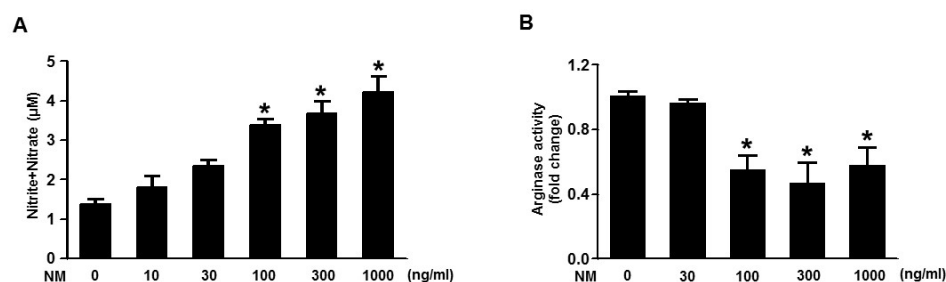 A
Nitrite+Nitrate (μM)
5
4
3
2
1
0
* * *
NM 0 10 30 100 300 1000 (ng/ml)
B
Arginase activity
(fold change)
1.2
0.8
0.4
0.0
* * *
NM 0 30 100 300 1000 (ng/ml)